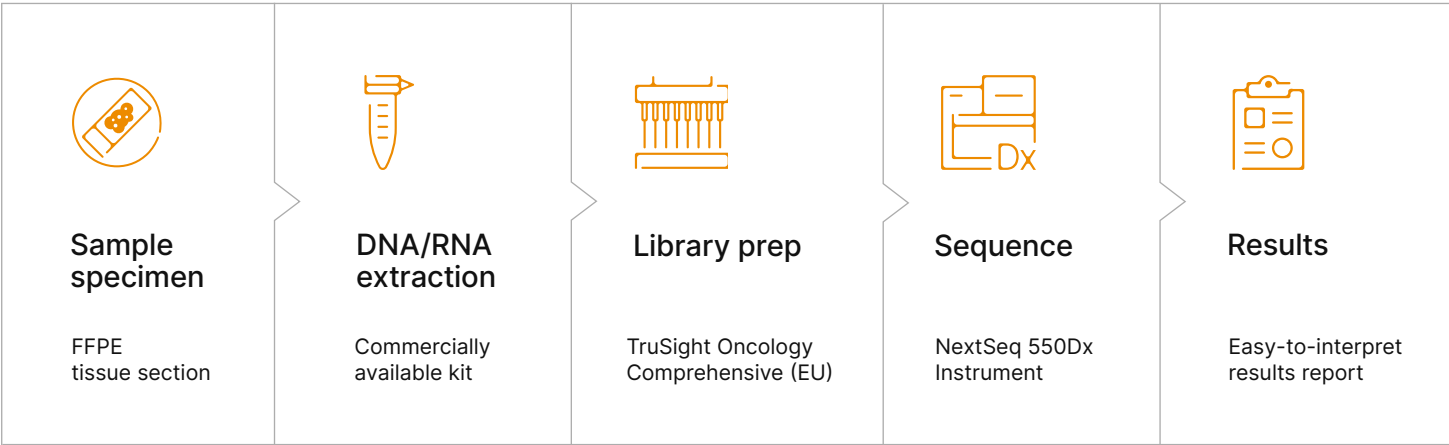 Sample
specimen
FFPE
tissue section
DNA/RNA
extraction
Commercially
available kit
Library prep
TruSight Oncology
Comprehensive (EU)
Dx
Sequence
NextSeq 550Dx
Instrument
Results
Easy-to-interpret
results report